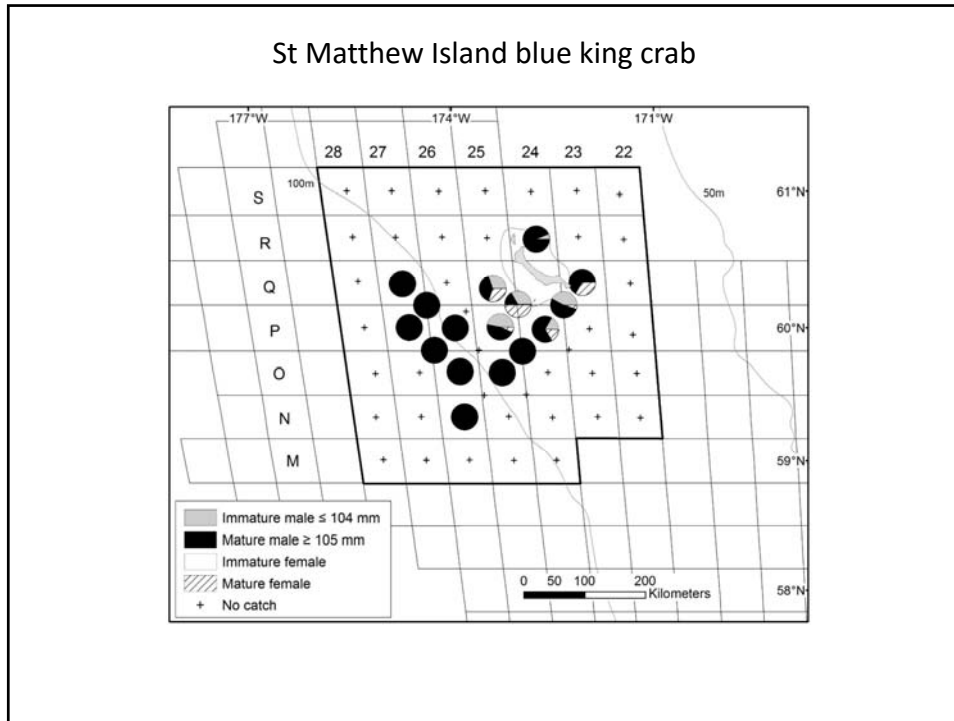 St Matthew Island blue king crab
177°W 174°W 171°W
28 27 26 25 24 23 22
100m
50m
61°N
S
R
Q
60°N
P
O
N
M
59°N
Immature male ≤ 104 mm
Mature male ≥ 105 mm
Immature female
Mature female
+ No catch
0 50 100 200
Kilometers
58°N